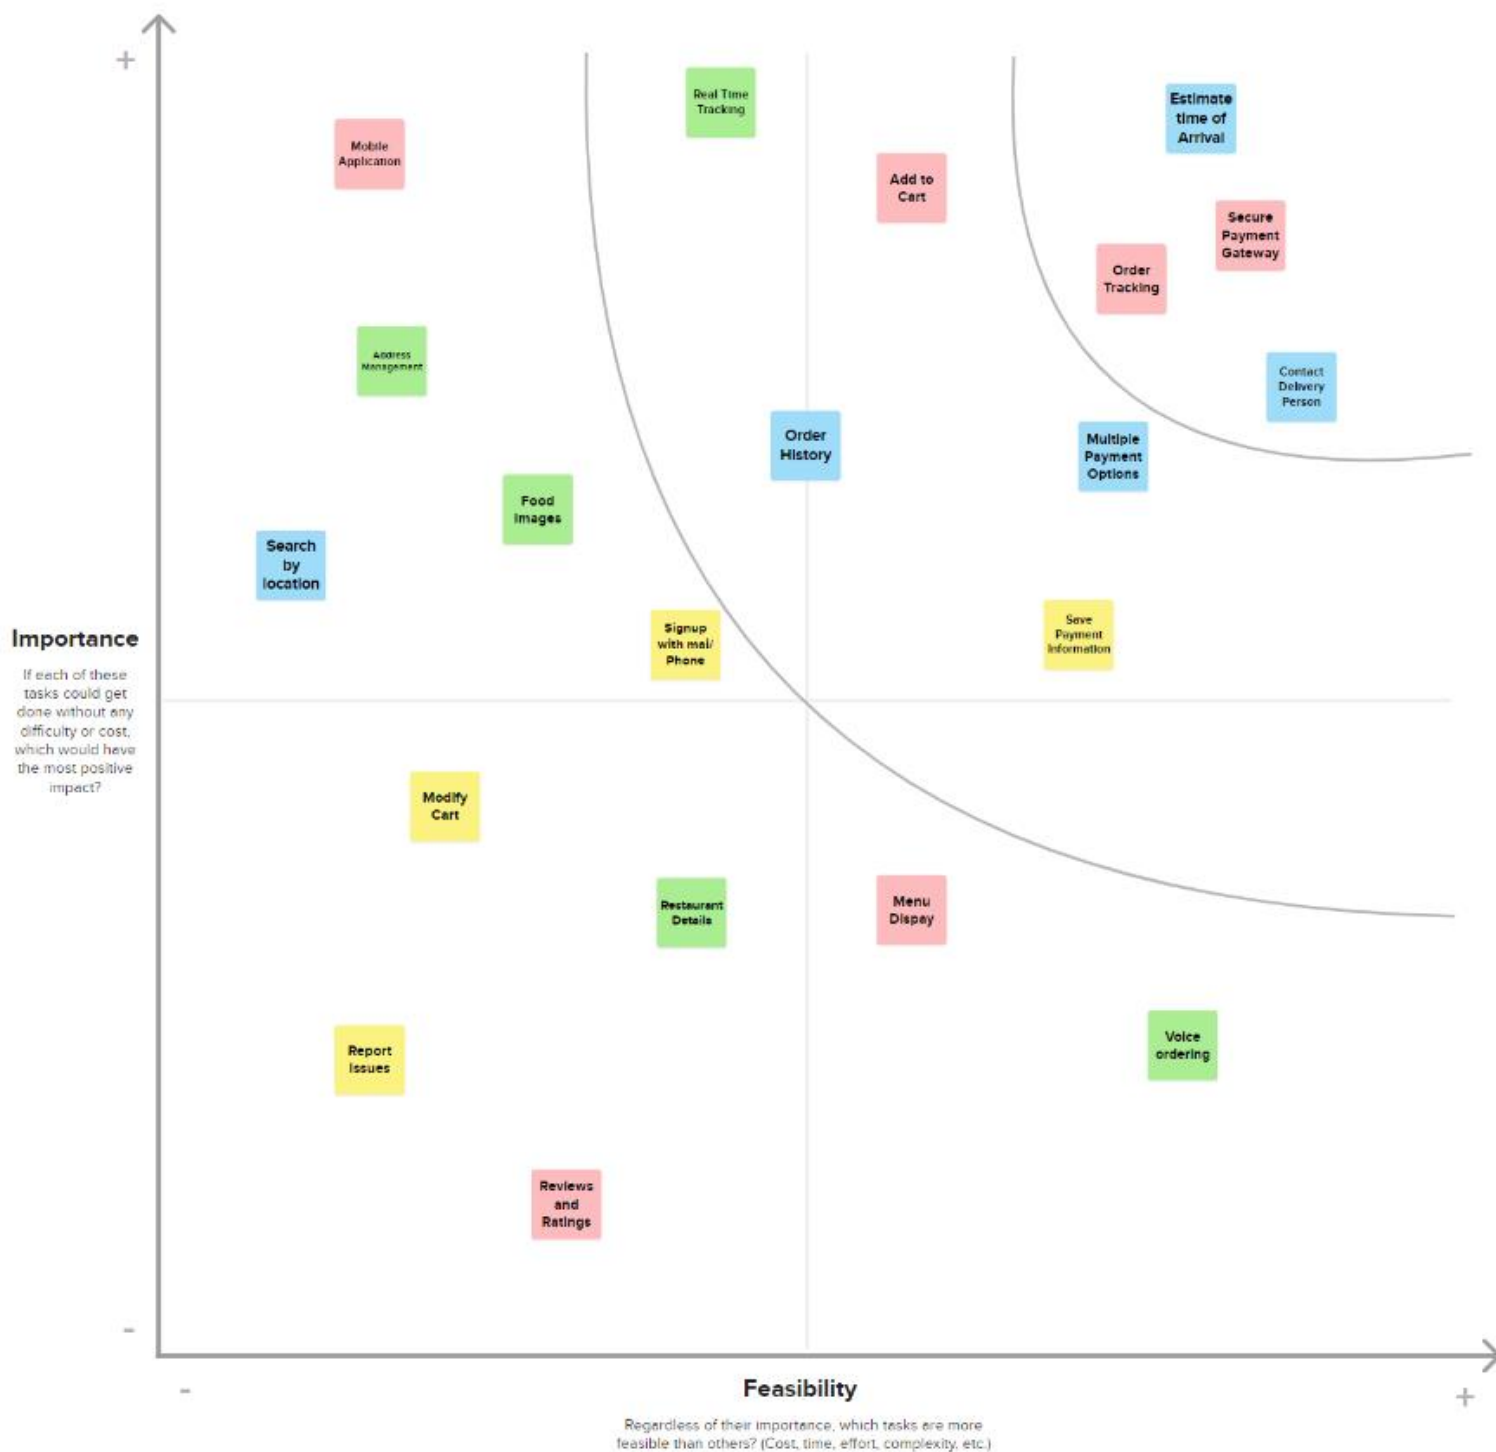 +
Real Time
Tracking
Estimate
time of
Arrival
Mobile
Application
Add to
Cart
Secure
Payment
Gateway
Order
Tracking
Address
Management
Contact
Delivery
Person
Order
History
Multiple
Payment
Options
Food
Images
Search
by
location
Signup
with mai/
Phone
Save
Payment
Information
Importance
If each of these
tasks could get
done without any
difficulty or cost,
which would have
the most positive
impact?
Modify
Cart
Restaurant
Details
Menu
Dispay
Report
issues
Voice
ordering
Reviews
and
Ratings
-
-
Feasibility
+
Regardless of their importance, which tasks are more
feasible than others? (Cost, time, effort, complexity, etc.)